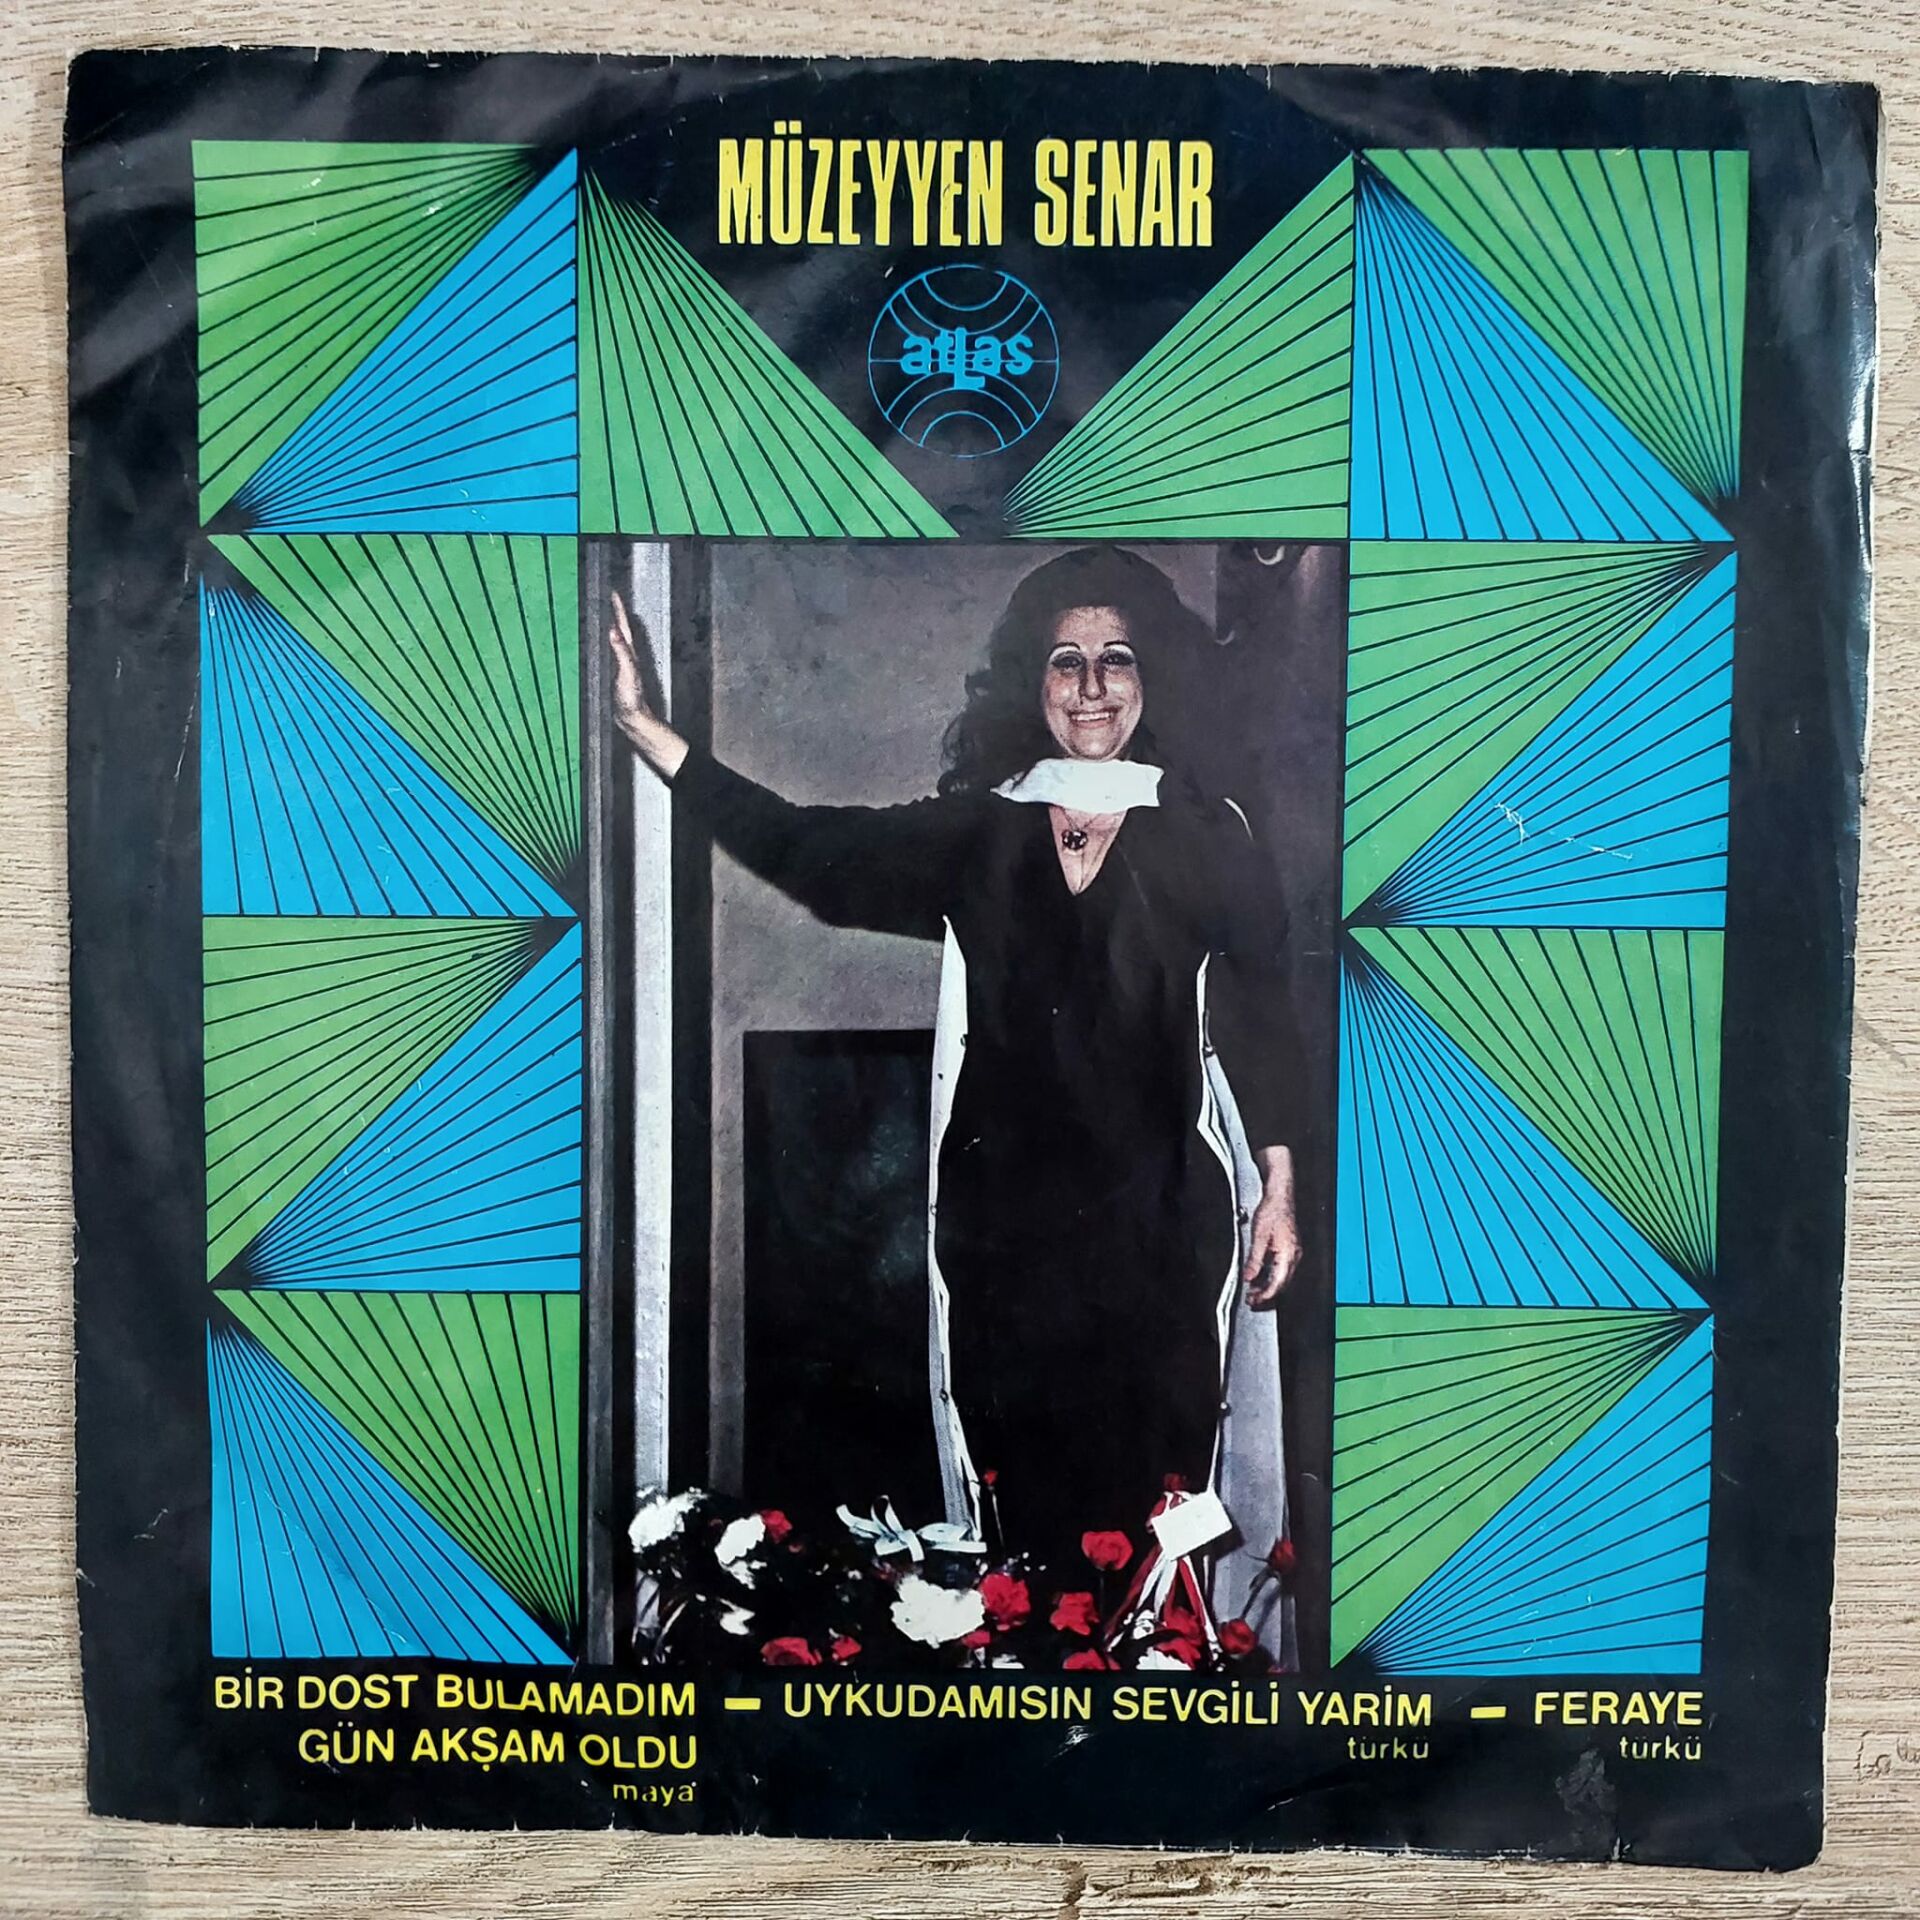 MÜZEYYEN SENAR
atlas
BİR DOST BULAMADIM — UYKUDAMISIN SEVGİLİ YARİM — FERAYE
GÜN AKŞAM OLDU türkü türkü
maya